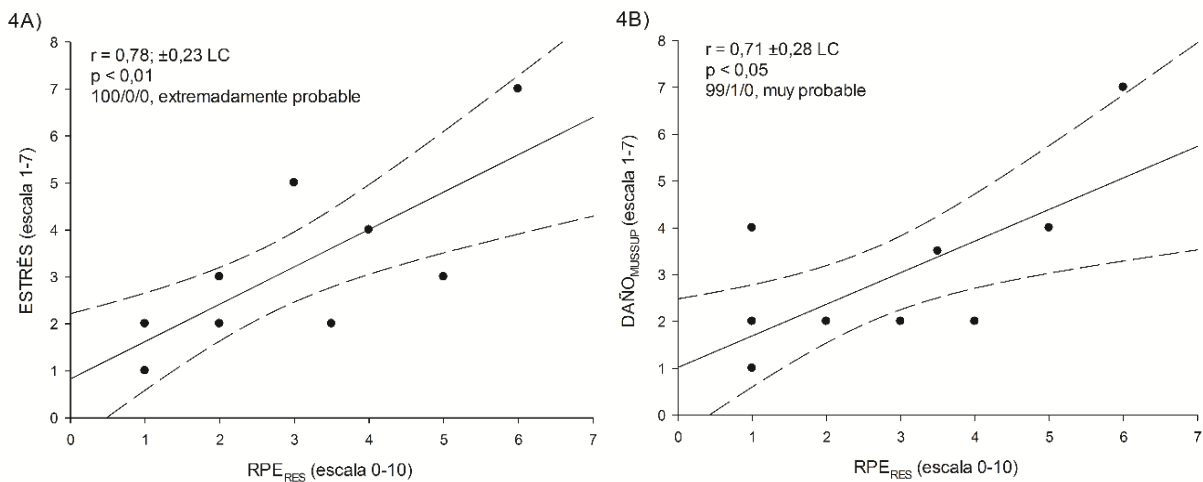 4A)
r = 0,78; ±0,23 LC
p < 0,01
100/0/0, extremadamente probable
ESTRÉS (escala 1-7)
8
7
6
5
4
3
2
1
0
0 1 2 3 4 5 6 7
RPE_RES (escala 0-10)
4B)
r = 0,71 ±0,28 LC
p < 0,05
99/1/0, muy probable
DAÑO_MUSSUP (escala 1-7)
8
7
6
5
4
3
2
1
0
0 1 2 3 4 5 6 7
RPE_RES (escala 0-10)